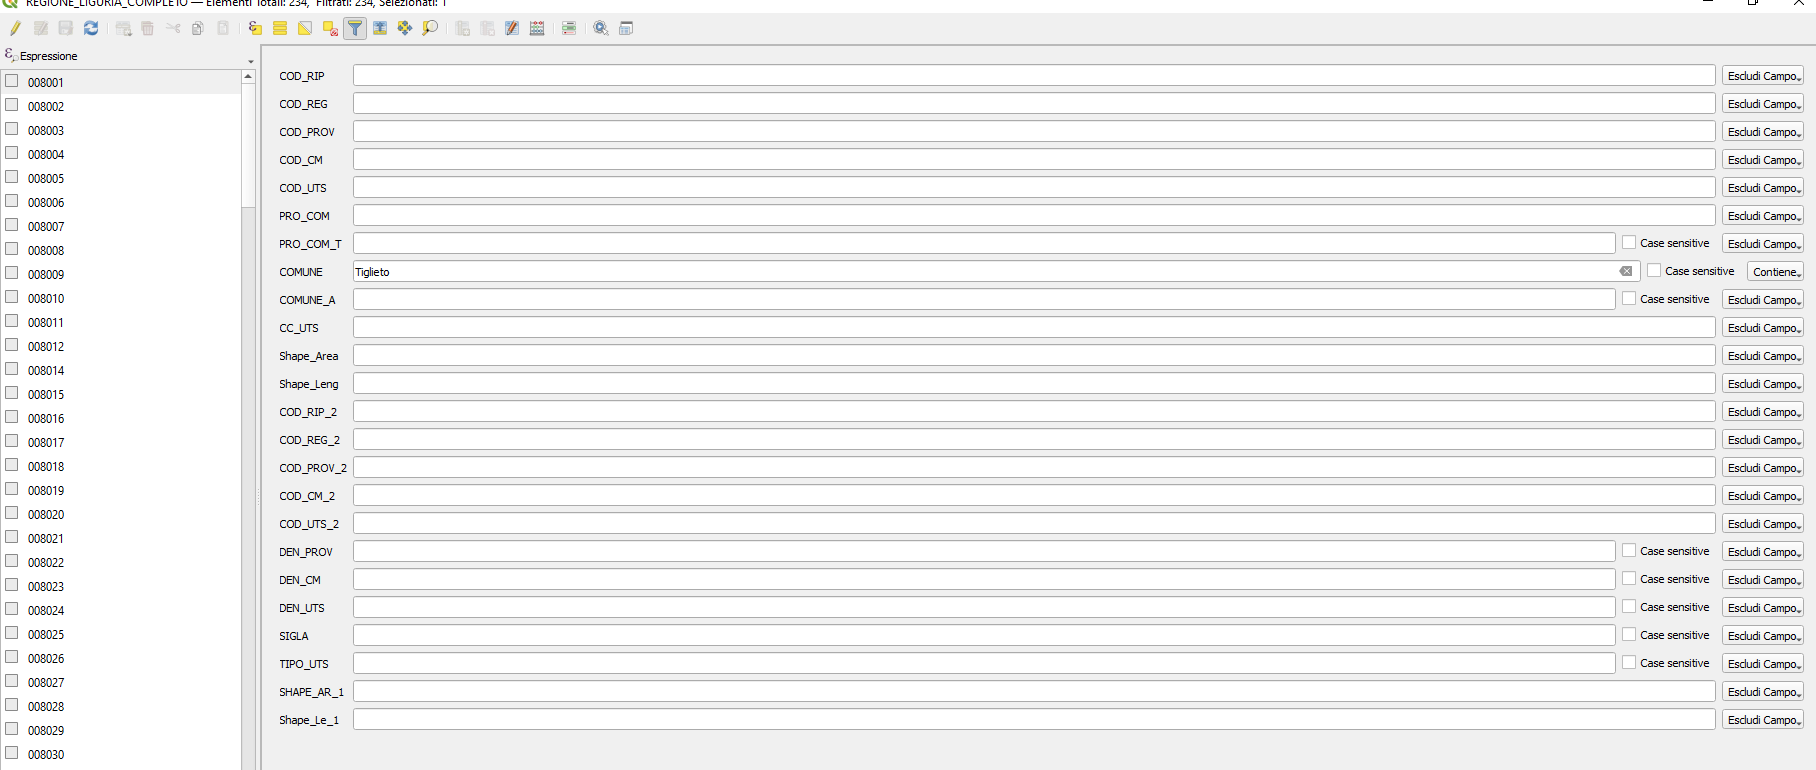 REGIONE_LIGURIA_COMPLETO — Elementi Totali: 234, Filtrati: 234, Selezionati: 1
Espressione
008001
008002
008003
008004
008005
008006
008007
008008
008009
008010
008011
008012
008014
008015
008016
008017
008018
008019
008020
008021
008022
008023
008024
008025
008026
008027
008028
008029
008030
COD_RIP Escludi Campo
COD_REG Escludi Campo
COD_PROV Escludi Campo
COD_CM Escludi Campo
COD_UTS Escludi Campo
PRO_COM Escludi Campo
PRO_COM_T Case sensitive Escludi Campo
COMUNE Tiglieto Case sensitive Contiene
COMUNE_A Case sensitive Escludi Campo
CC_UTS Escludi Campo
Shape_Area Escludi Campo
Shape_Leng Escludi Campo
COD_RIP_2 Escludi Campo
COD_REG_2 Escludi Campo
COD_PROV_2 Escludi Campo
COD_CM_2 Escludi Campo
COD_UTS_2 Escludi Campo
DEN_PROV Case sensitive Escludi Campo
DEN_CM Case sensitive Escludi Campo
DEN_UTS Case sensitive Escludi Campo
SIGLA Case sensitive Escludi Campo
TIPO_UTS Case sensitive Escludi Campo
SHAPE_AR_1 Escludi Campo
Shape_Le_1 Escludi Campo